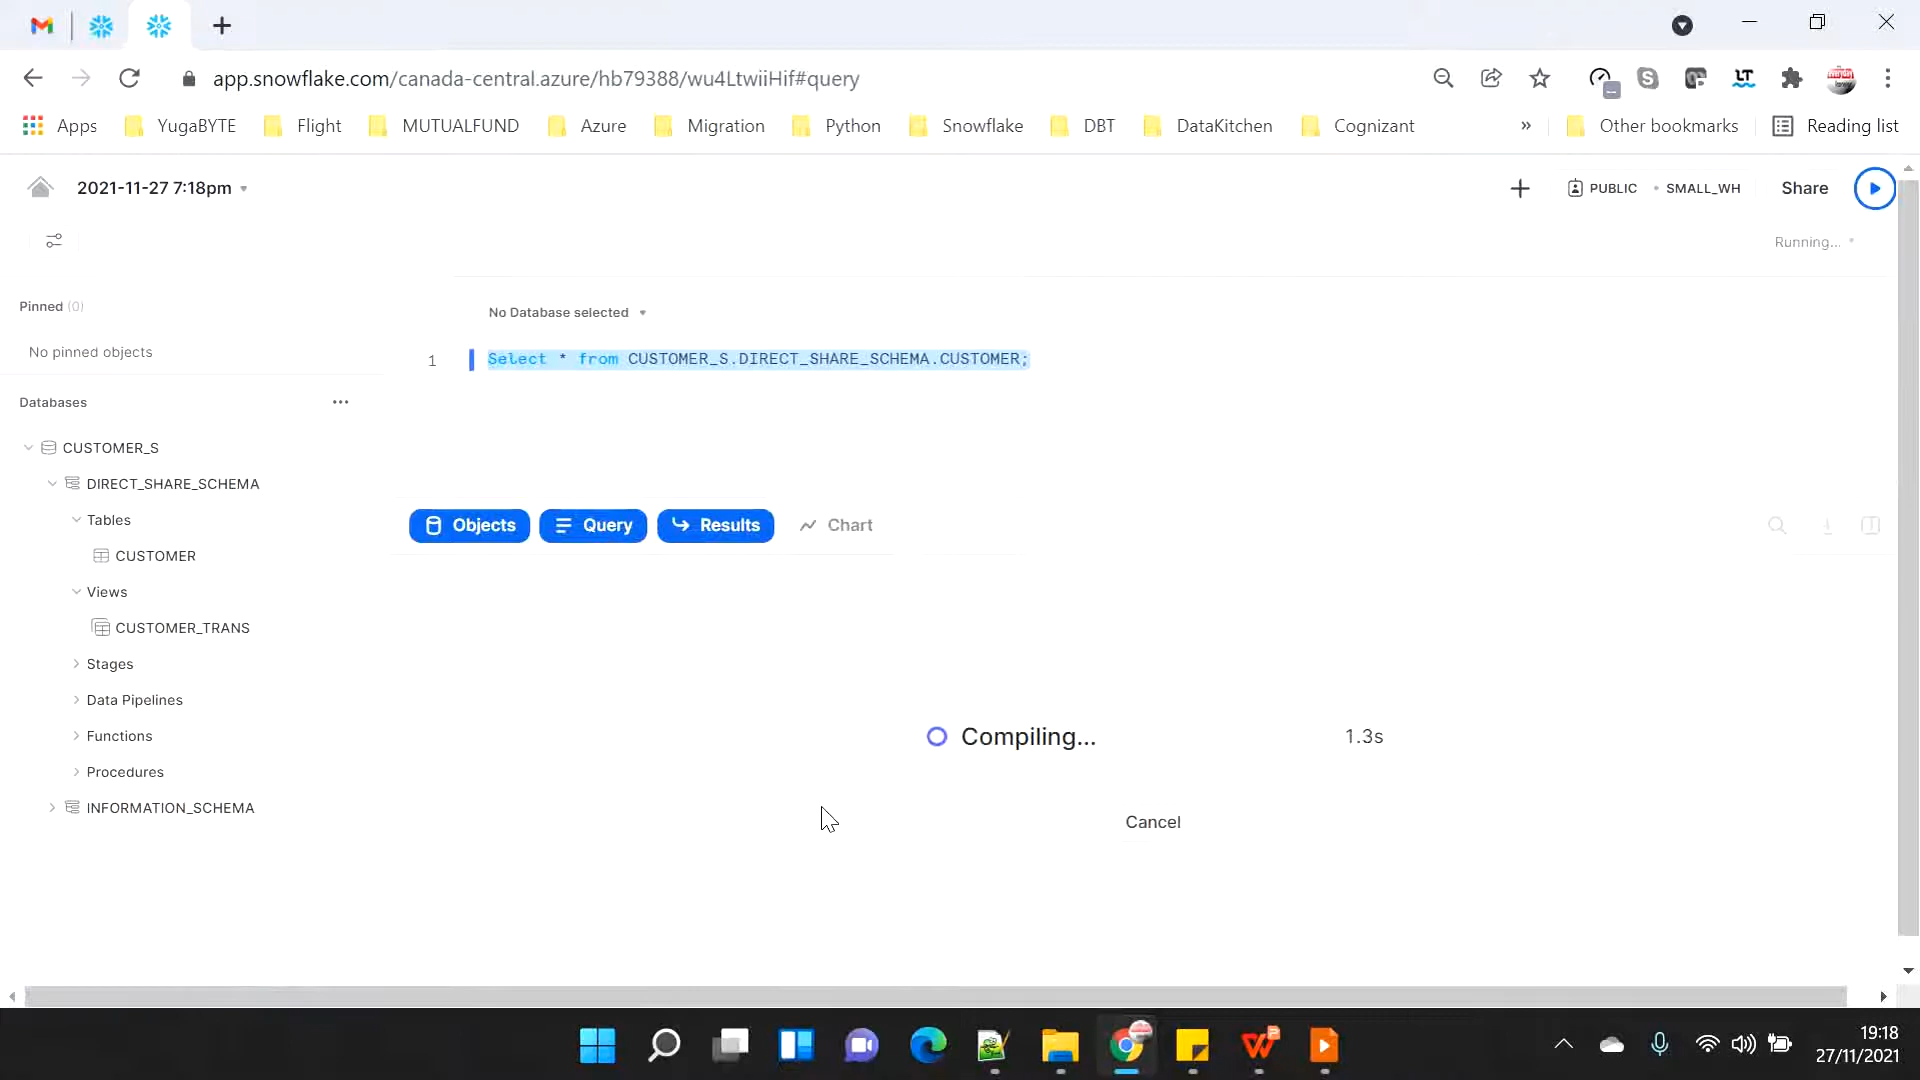 app.snowflake.com/canada-central.azure/hb79388/wu4LtwiiHif#query
Apps YugaBYTE Flight MUTUALFUND Azure Migration Python Snowflake DBT DataKitchen Cognizant » Other bookmarks Reading list
2021-11-27 7:18pm PUBLIC • SMALL_WH Share
Running...
Pinned (0)
No Database selected
No pinned objects
1 Select * from CUSTOMER_S.DIRECT_SHARE_SCHEMA.CUSTOMER;
Databases
CUSTOMER_S
DIRECT_SHARE_SCHEMA
Tables
Objects Query Results Chart
CUSTOMER
Views
CUSTOMER_TRANS
Stages
Data Pipelines
Functions
Compiling... 1.3s
Procedures
INFORMATION_SCHEMA
Cancel
19:18
27/11/2021